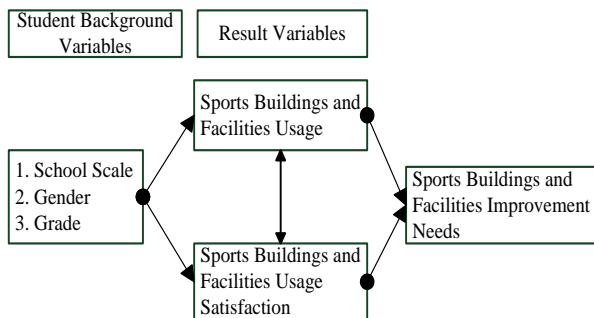 Student Background
Variables
Result Variables
Sports Buildings and
Facilities Usage
1. School Scale
2. Gender
3. Grade
Sports Buildings and
Facilities Improvement
Needs
Sports Buildings and
Facilities Usage
Satisfaction